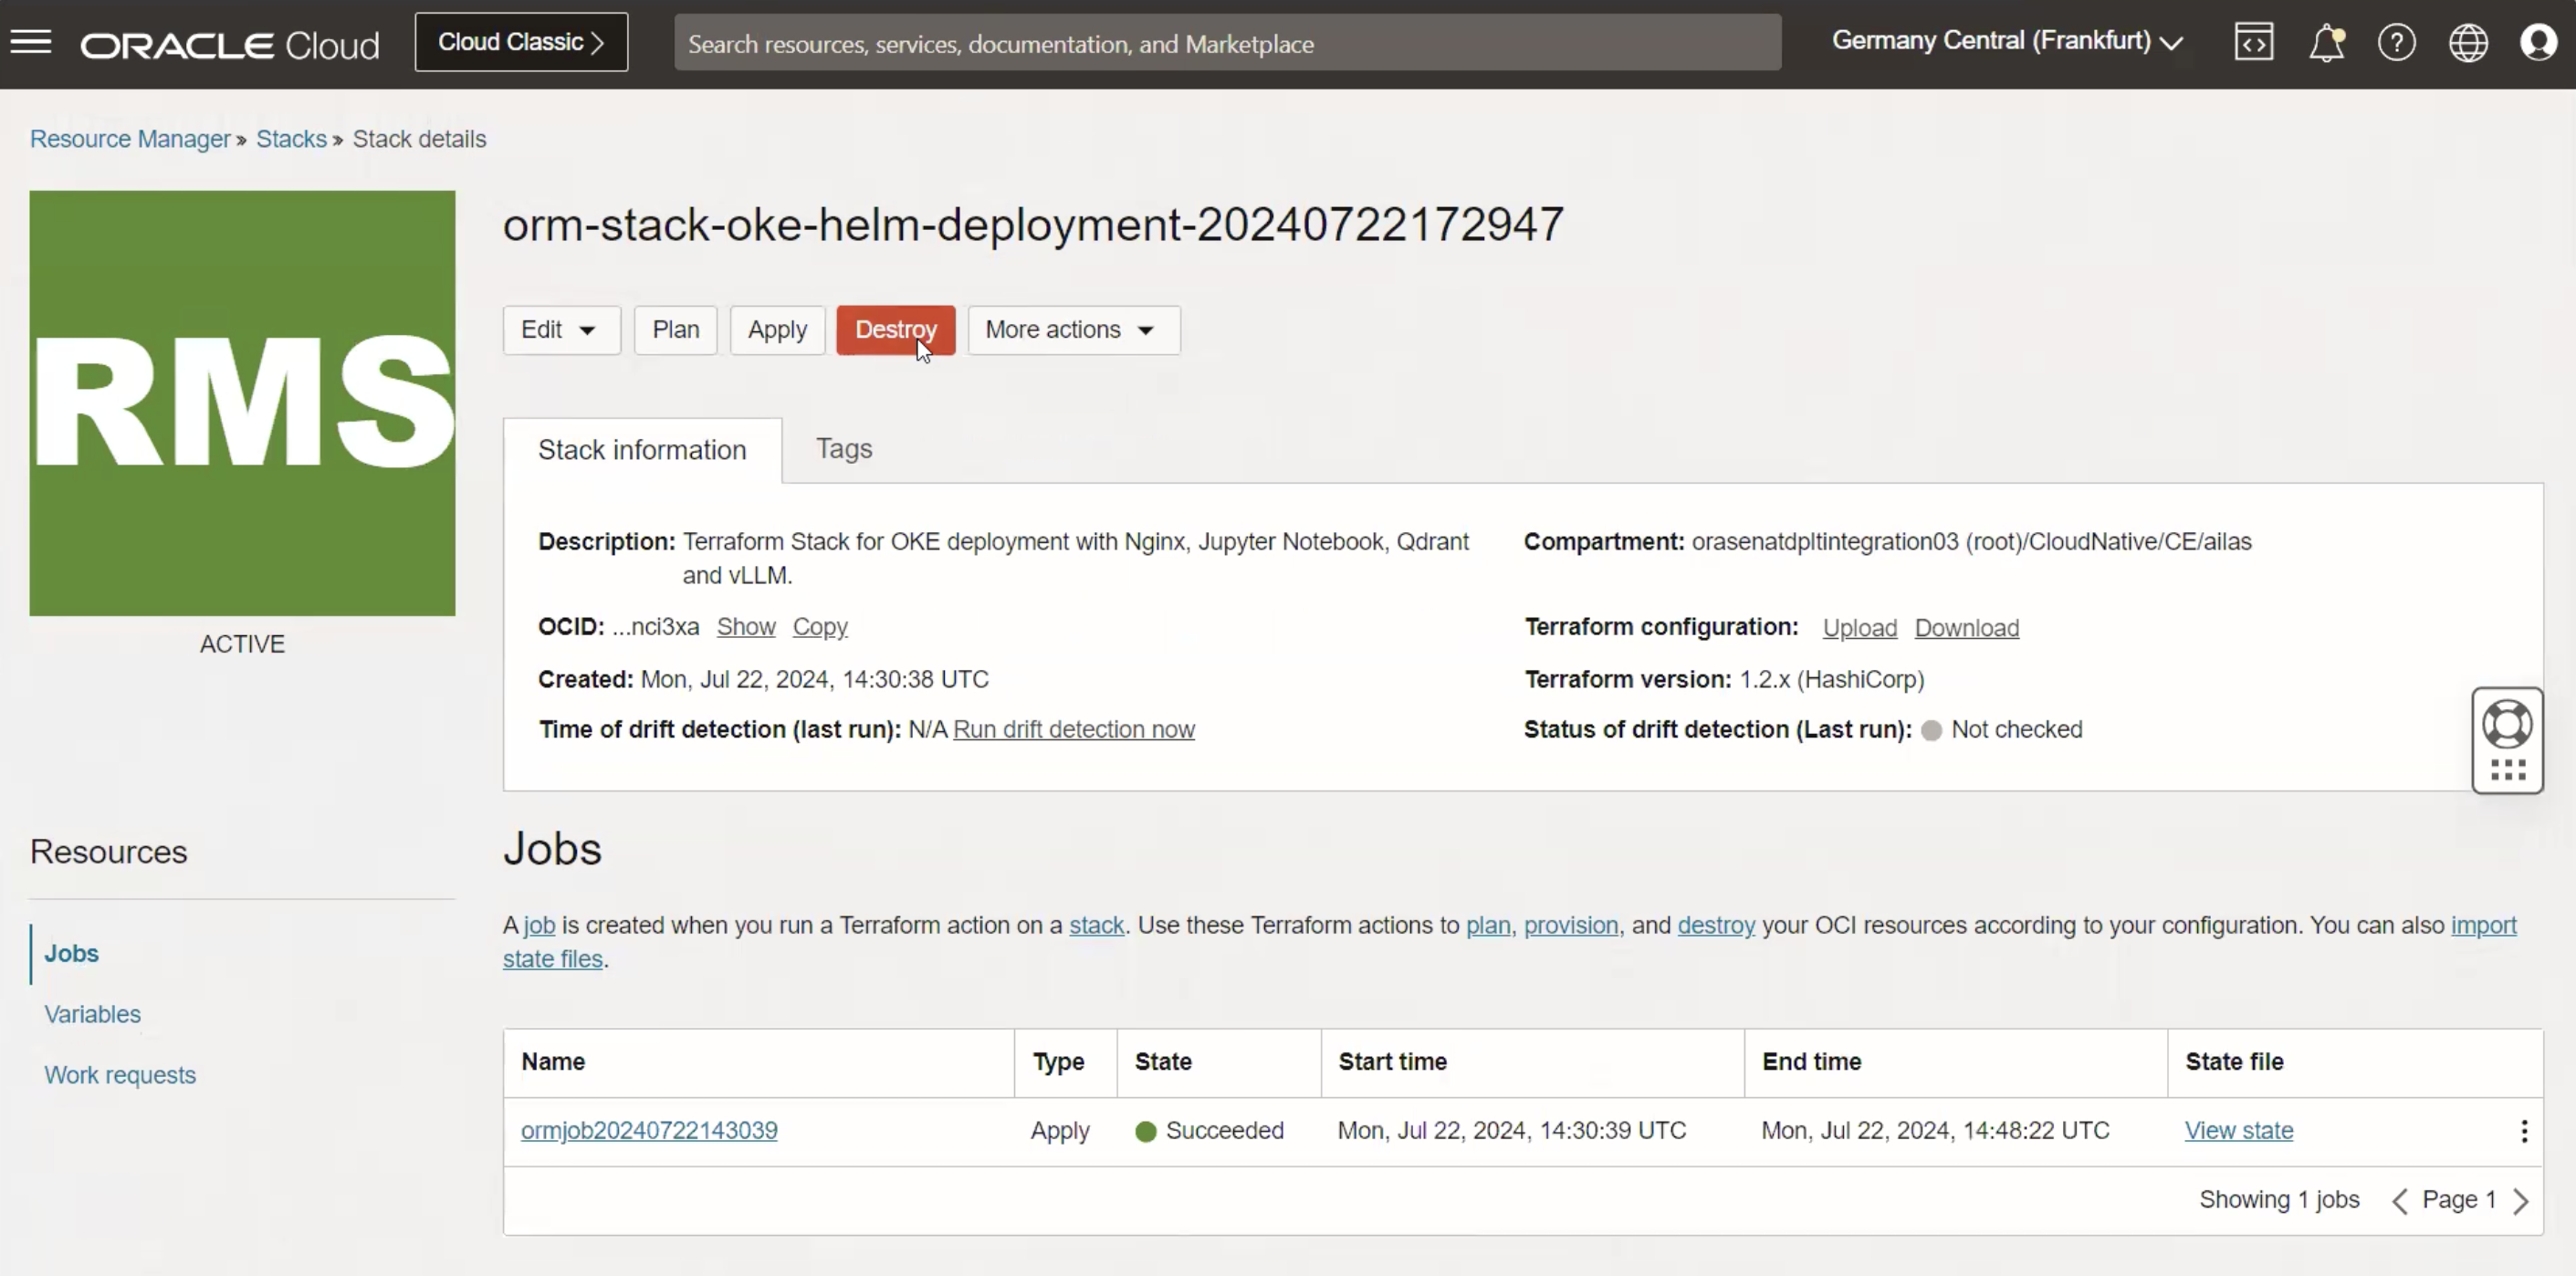 ORACLE Cloud
Cloud Classic
Search resources, services, documentation, and Marketplace
Germany Central (Frankfurt)
Resource Manager » Stacks » Stack details
RMS
ACTIVE
orm-stack-oke-helm-deployment-20240722172947
Edit Plan Apply Destroy More actions
Stack information Tags
Description: Terraform Stack for OKE deployment with Nginx, Jupyter Notebook, Qdrant
and vLLM.
Compartment: orasenatdpltintegration03 (root)/CloudNative/CE/ailas
OCID: ...nci3xa Show Copy
Terraform configuration: Upload Download
Created: Mon, Jul 22, 2024, 14:30:38 UTC
Terraform version: 1.2.x (HashiCorp)
Time of drift detection (last run): N/A Run drift detection now
Status of drift detection (Last run): Not checked
Resources
Jobs
Variables
Work requests
Jobs
A job is created when you run a Terraform action on a stack. Use these Terraform actions to plan, provision, and destroy your OCI resources according to your configuration. You can also import
state files.
Name Type State Start time End time State file
ormjob20240722143039 Apply Succeeded Mon, Jul 22, 2024, 14:30:39 UTC Mon, Jul 22, 2024, 14:48:22 UTC View state
Showing 1 jobs Page 1